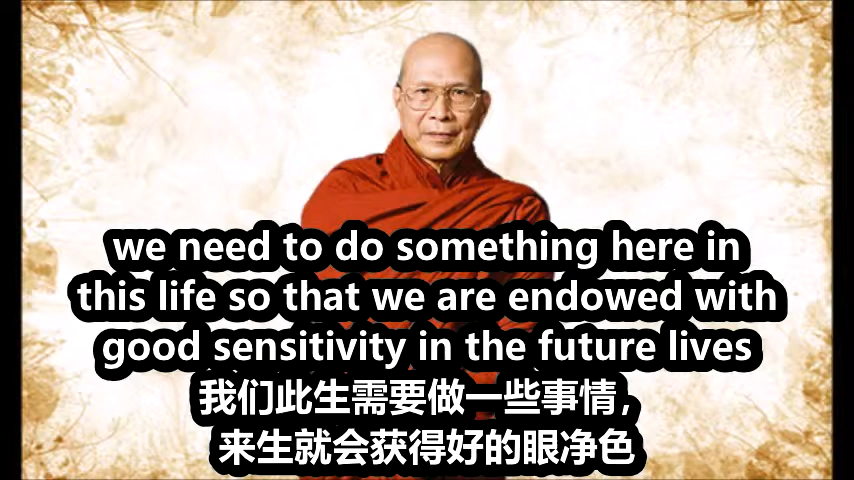 we need to do something here in
this life so that we are endowed with
good sensitivity in the future lives
我们此生需要做一些事情，
来生就会获得好的眼净色